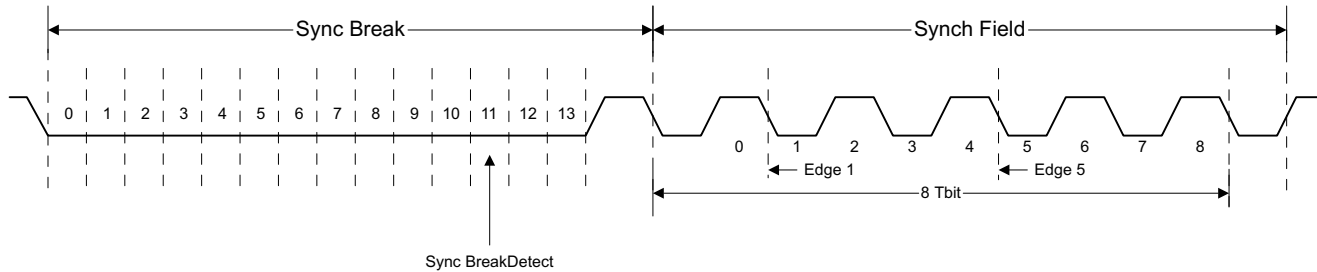 Sync Break
Synch Field
0 1 2 3 4 5 6 7 8 9 10 11 12 13
0 1 2 3 4 5 6 7 8
Edge 1
Edge 5
8 Tbit
Sync BreakDetect